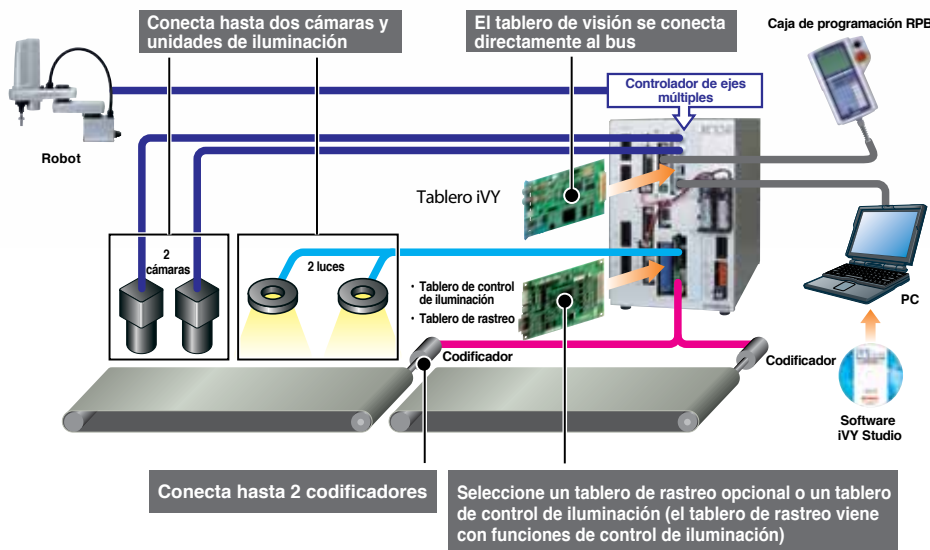 Conecta hasta dos cámaras y
unidades de iluminación
El tablero de visión se conecta
directamente al bus
Caja de programación RPB
Controlador de ejes
múltiples
Robot
Tablero iVY
2
cámaras
2 luces
· Tablero de control
de iluminación
· Tablero de rastreo
PC
Codificador
Codificador
Software
iVY Studio
Conecta hasta 2 codificadores
Seleccione un tablero de rastreo opcional o un tablero
de control de iluminación (el tablero de rastreo viene
con funciones de control de iluminación)